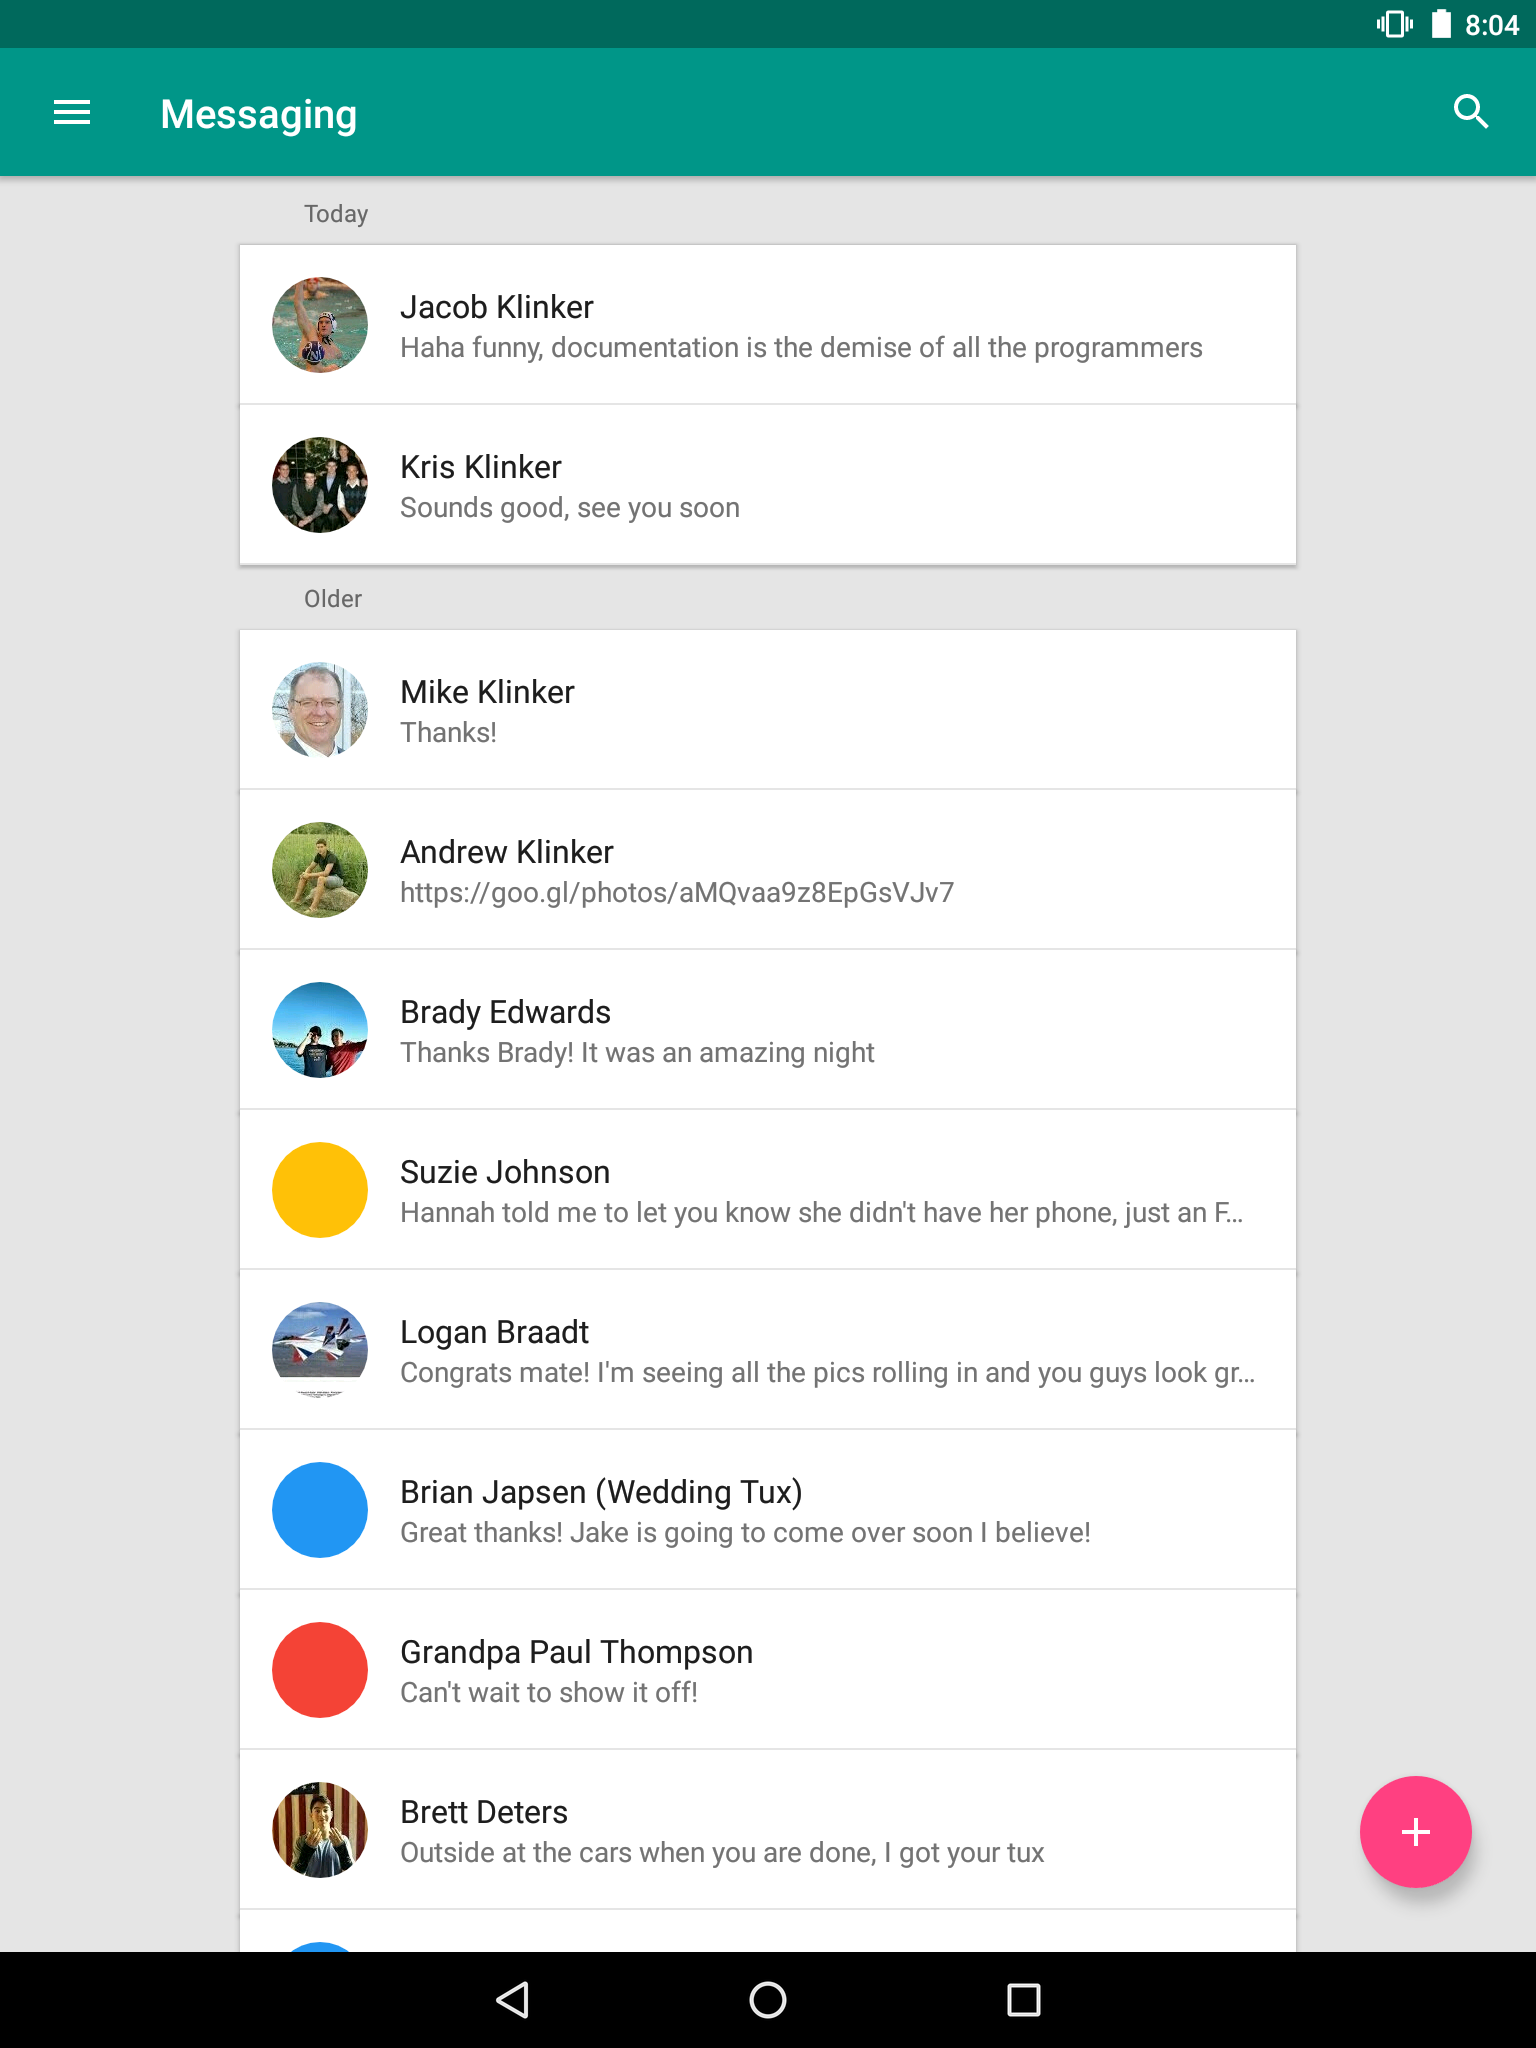 8:04
Messaging
Today
Jacob Klinker
Haha funny, documentation is the demise of all the programmers
Kris Klinker
Sounds good, see you soon
Older
Mike Klinker
Thanks!
Andrew Klinker
https://goo.gl/photos/aMQvaa9z8EpGsVJv7
Brady Edwards
Thanks Brady! It was an amazing night
Suzie Johnson
Hannah told me to let you know she didn't have her phone, just an F...
Logan Braadt
Congrats mate! I'm seeing all the pics rolling in and you guys look gr...
Brian Japsen (Wedding Tux)
Great thanks! Jake is going to come over soon I believe!
Grandpa Paul Thompson
Can't wait to show it off!
Brett Deters
Outside at the cars when you are done, I got your tux